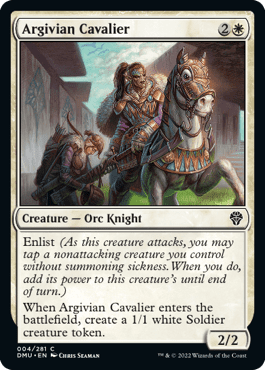 Argivian Cavalier 2
Creature — Orc Knight
Enlist (As this creature attacks, you may
tap a nonattacking creature you control
without summoning sickness. When you do,
add its power to this creature's until end
of turn.)
When Argivian Cavalier enters the
battlefield, create a 1/1 white Soldier
creature token.
2/2
004/281 C
DMU • EN Chris Seaman
™ & © 2022 Wizards of the Coast